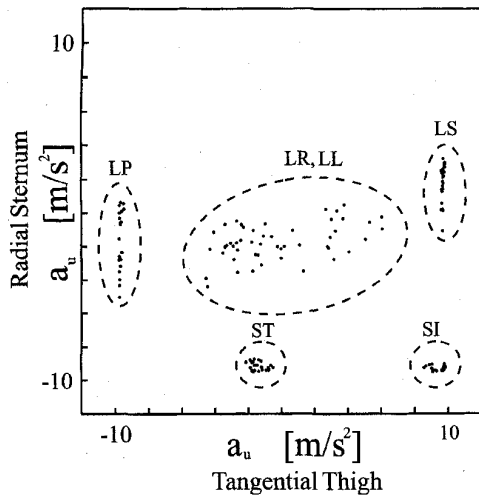 10
LS
LP
LR, LL
Radial Sternum
a_u [m/s²]
ST
SI
-10
-10
10
a_u [m/s²]
Tangential Thigh